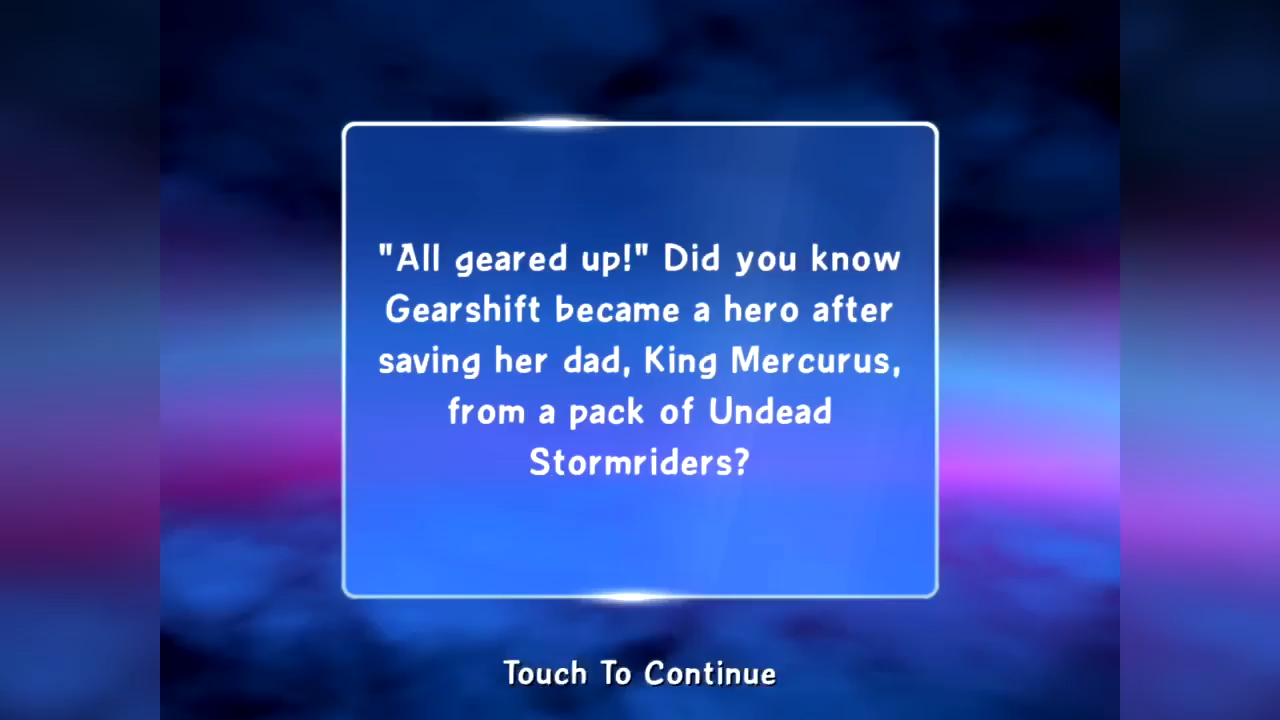 "All geared up!" Did you know
Gearshift became a hero after
saving her dad, King Mercurus,
from a pack of Undead
Stormriders?
Touch To Continue